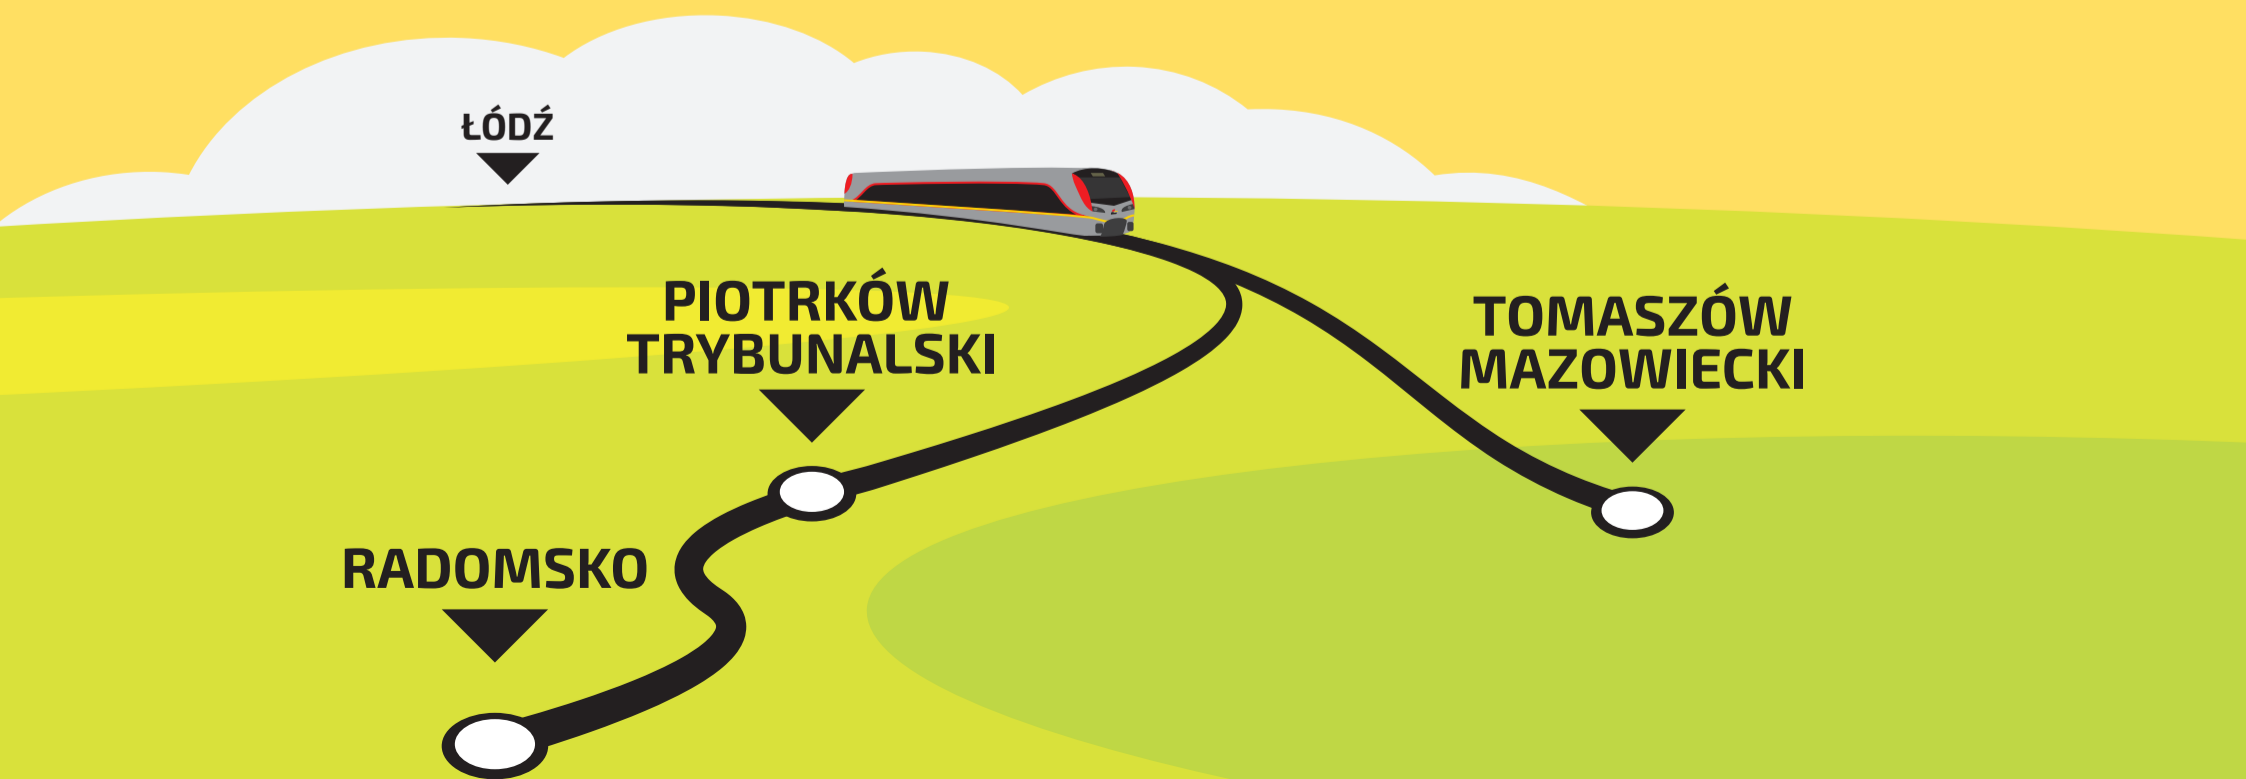 ŁÓDŹ
PIOTRKÓW
TRYBUNALSKI
TOMASZÓW
MAZOWIECKI
RADOMSKO